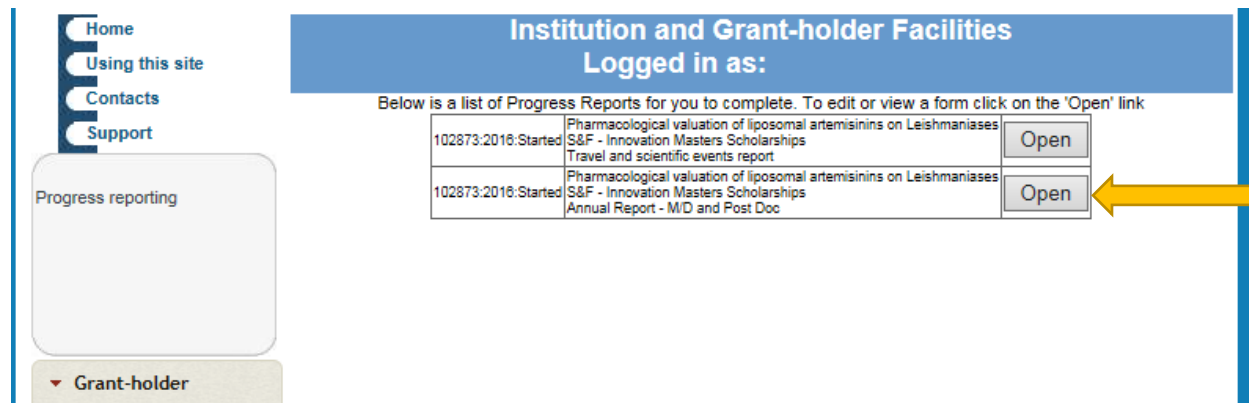 Home
Using this site
Contacts
Support
Progress reporting
Grant-holder
Institution and Grant-holder Facilities
Logged in as:
Below is a list of Progress Reports for you to complete. To edit or view a form click on the 'Open' link
102873:2016:Started
Pharmacological valuation of liposomal artemisinins on Leishmaniases
S&F - Innovation Masters Scholarships
Travel and scientific events report
Open
102873:2016:Started
Pharmacological valuation of liposomal artemisinins on Leishmaniases
S&F - Innovation Masters Scholarships
Annual Report - M/D and Post Doc
Open